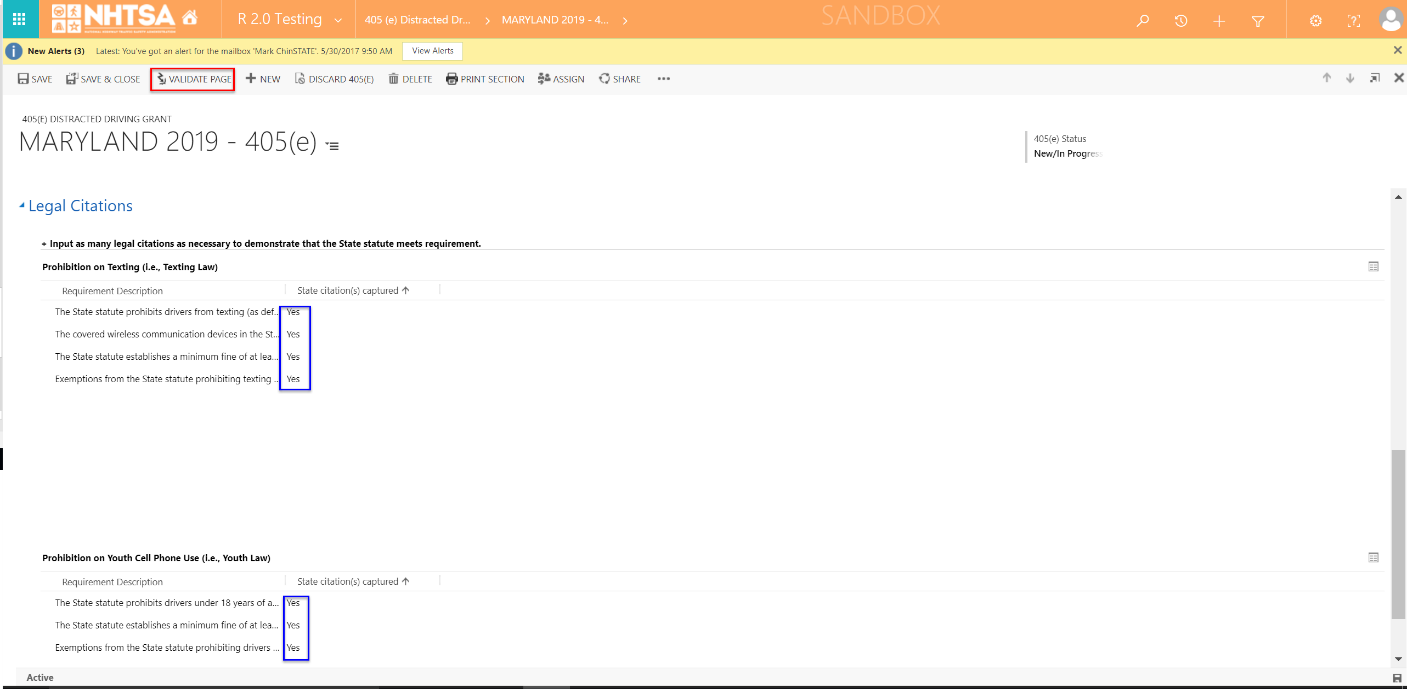 NHTSA
R 2.0 Testing
405 (e) Distracted Dr...
MARYLAND 2019 - 4...
SANDBOX
New Alerts (3) Latest: You've got an alert for the mailbox 'Mark ChinSTATE'. 5/30/2017 9:50 AM View Alerts
SAVE SAVE & CLOSE VALIDATE PAGE NEW DISCARD 405(E) DELETE PRINT SECTION ASSIGN SHARE •••
405(E) DISTRACTED DRIVING GRANT
MARYLAND 2019 - 405(e)
405(e) Status
New/In Progress
Legal Citations
+ Input as many legal citations as necessary to demonstrate that the State statute meets requirement.
Prohibition on Texting (i.e., Texting Law)
Requirement Description State citation(s) captured ↑
The State statute prohibits drivers from texting (as def... Yes
The covered wireless communication devices in the St... Yes
The State statute establishes a minimum fine of at lea... Yes
Exemptions from the State statute prohibiting texting ... Yes
Prohibition on Youth Cell Phone Use (i.e., Youth Law)
Requirement Description State citation(s) captured ↑
The State statute prohibits drivers under 18 years of a... Yes
The State statute establishes a minimum fine of at lea... Yes
Exemptions from the State statute prohibiting drivers ... Yes
Active